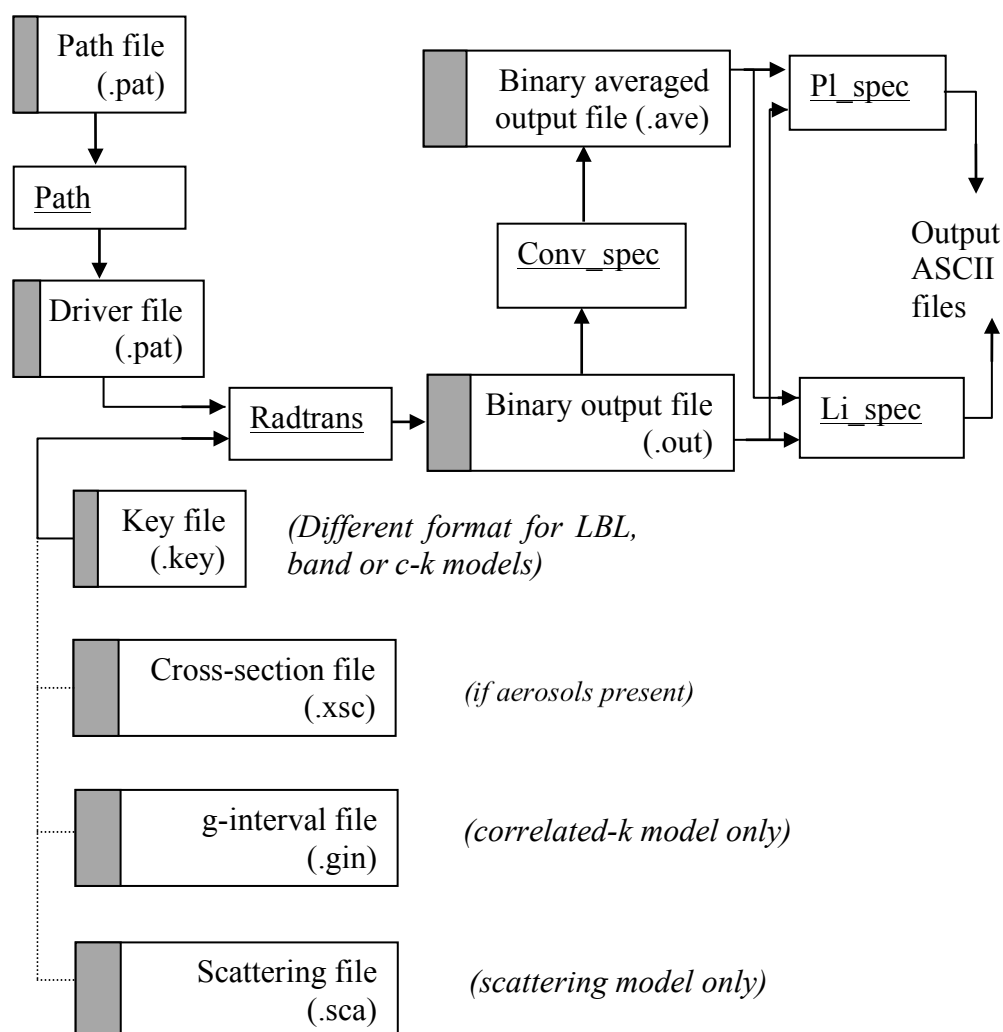 Path file
(.pat)
Path
Driver file
(.pat)
Binary averaged
output file (.ave)
Pl_spec
Conv_spec
Output
ASCII
files
Radtrans
Binary output file
(.out)
Li_spec
Key file
(.key)
(Different format for LBL,
band or c-k models)
Cross-section file
(.xsc)
(if aerosols present)
g-interval file
(.gin)
(correlated-k model only)
Scattering file
(.sca)
(scattering model only)